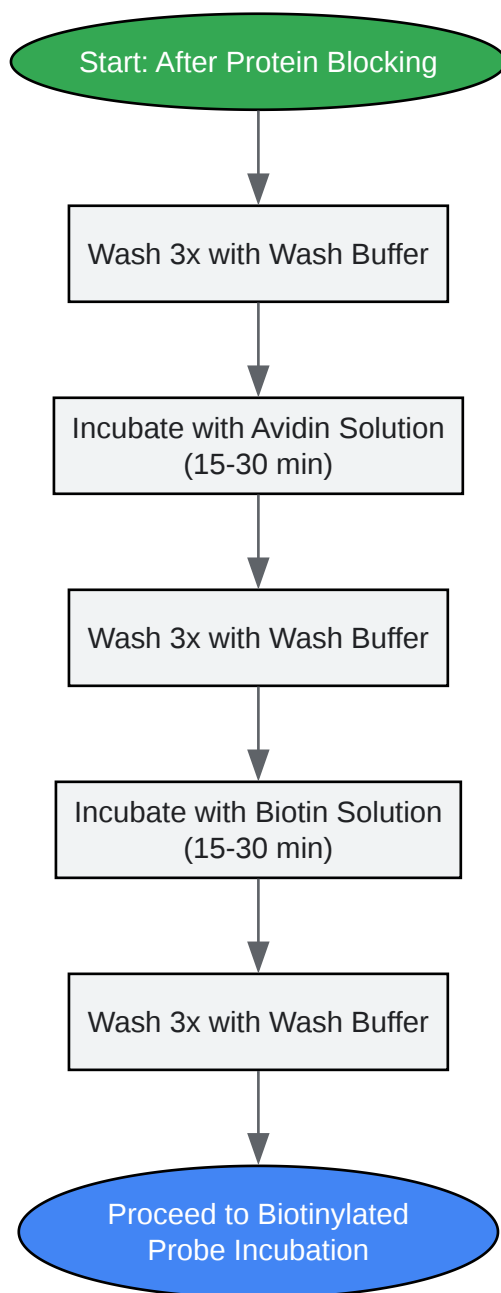 Start: After Protein Blocking
Wash 3x with Wash Buffer
Incubate with Avidin Solution
(15-30 min)
Wash 3x with Wash Buffer
Incubate with Biotin Solution
(15-30 min)
Wash 3x with Wash Buffer
Proceed to Biotinylated
Probe Incubation